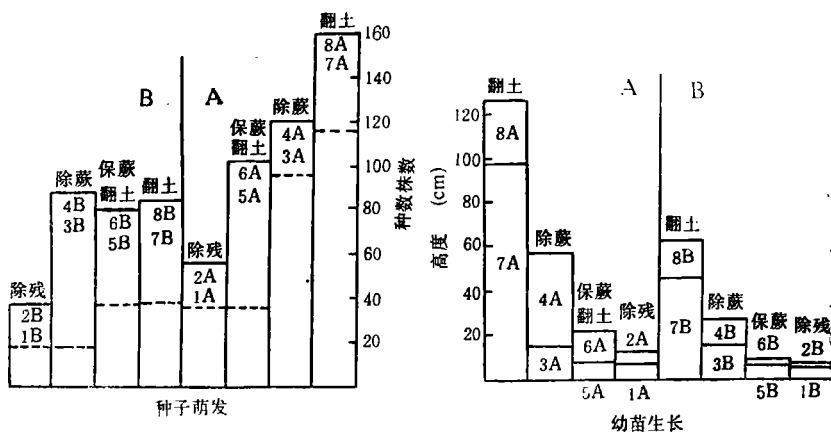 翻土
160
8A
7A
140
B A
除蕨
120
4A
3A
保蕨
翻土
100
6A
5A
除蕨
4B
3B
保蕨
翻土
6B
5B
翻土
8B
7B
80
种数株数
除残
2A
1A
60
除残
2B
1B
40
20
种子萌发
A B
翻土
120
8A
100
高度 (cm)
80
7A
除蕨
60
4A
3A
翻土
8B
7B
40
保蕨
翻土
6A
除残
2A
除蕨
4B
3B
保蕨
6B
除残
2B
20
5A
1A
5B
1B
幼苗生长